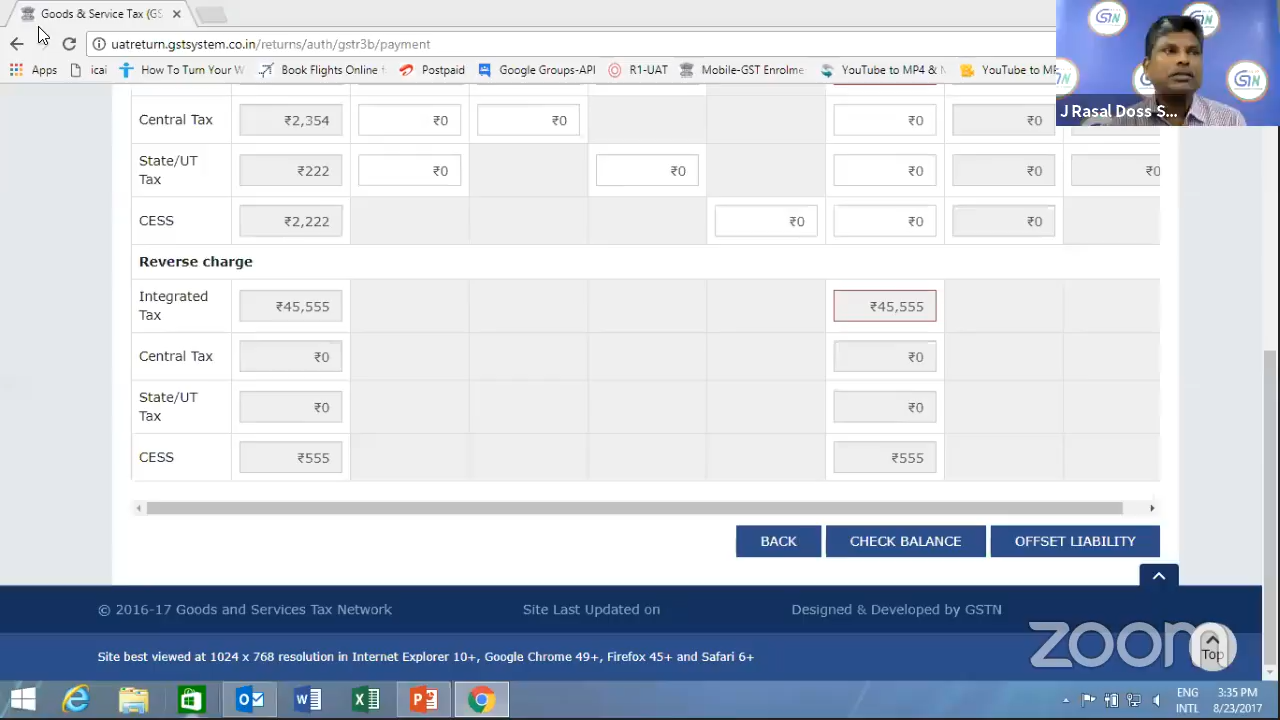 Goods & Service Tax (GS
uatreturn.gstsystem.co.in/returns/auth/gstr3b/payment
Apps icai How To Turn Your W Book Flights Online f Postpaid Google Groups-API R1-UAT Mobile-GST Enrolme YouTube to MP4 & M YouTube to MP
J Rasal Doss S...
Central Tax ₹2,354 ₹0 ₹0 ₹0 ₹0
State/UT Tax ₹222 ₹0 ₹0 ₹0 ₹0 ₹0
CESS ₹2,222 ₹0 ₹0 ₹0
Reverse charge
Integrated Tax ₹45,555 ₹45,555
Central Tax ₹0 ₹0
State/UT Tax ₹0 ₹0
CESS ₹555 ₹555
BACK CHECK BALANCE OFFSET LIABILITY
© 2016-17 Goods and Services Tax Network Site Last Updated on Designed & Developed by GSTN
Site best viewed at 1024 x 768 resolution in Internet Explorer 10+, Google Chrome 49+, Firefox 45+ and Safari 6+
zoom
Top
ENG 3:35 PM
INTL 8/23/2017